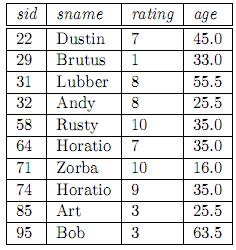 sid sname rating age
22 Dustin 7 45.0
29 Brutus 1 33.0
31 Lubber 8 55.5
32 Andy 8 25.5
58 Rusty 10 35.0
64 Horatio 7 35.0
71 Zorba 10 16.0
74 Horatio 9 35.0
85 Art 3 25.5
95 Bob 3 63.5